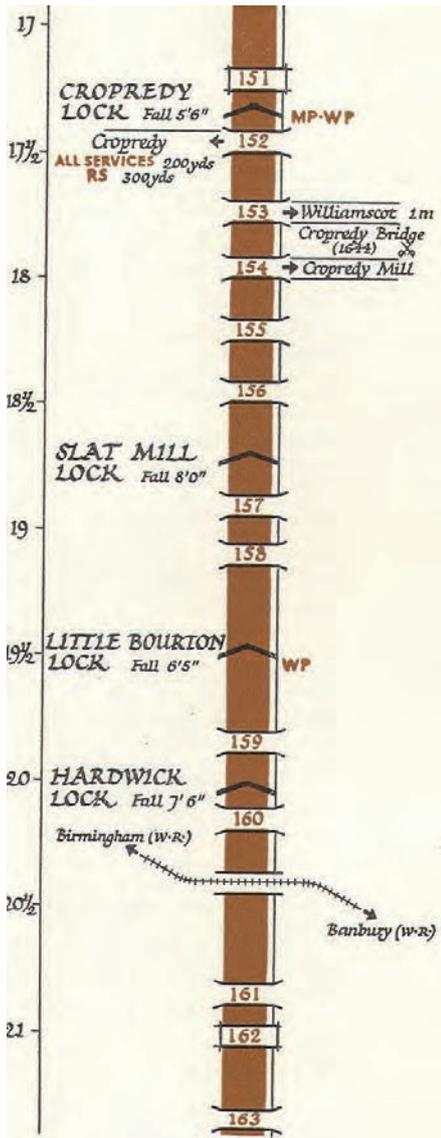 17
151
CROPREDY
LOCK Fall 5'6"
MP·WP
Cropredy
152
17½
ALL SERVICES 200yds
RS 300yds
153
Williamscot 1m
Cropredy Bridge
(1644)
18
154
Cropredy Mill
155
156
18½
SLAT MILL
LOCK Fall 8'0"
157
19
158
LITTLE BOURTON
19½
LOCK Fall 6'5"
WP
159
20
HARDWICK
LOCK Fall 7'6"
160
Birmingham (W·R·)
20½
Banbury (W·R·)
161
21
162
163